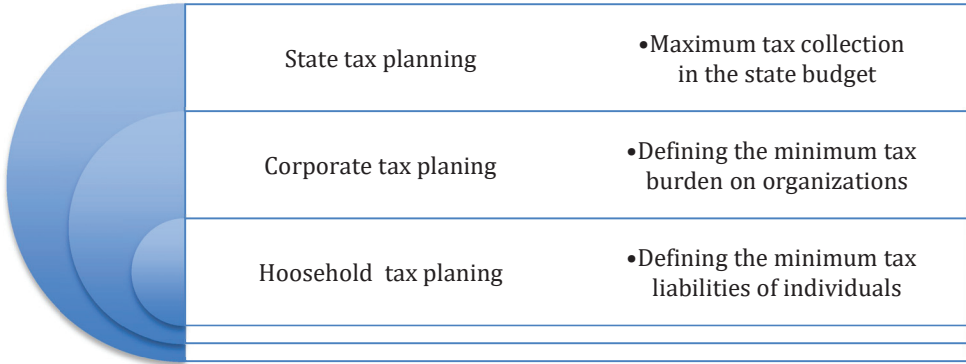 State tax planning
•Maximum tax collection
in the state budget
Corporate tax planing
•Defining the minimum tax
burden on organizations
Hoosehold tax planing
•Defining the minimum tax
liabilities of individuals